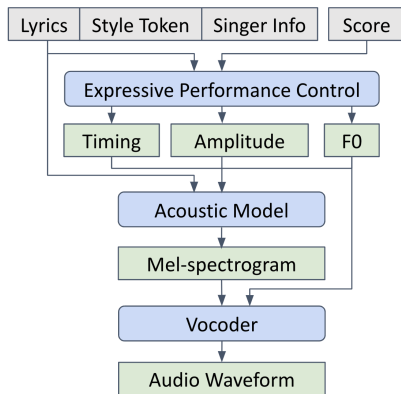 Lyrics Style Token Singer Info Score
Expressive Performance Control
Timing Amplitude F0
Acoustic Model
Mel-spectrogram
Vocoder
Audio Waveform